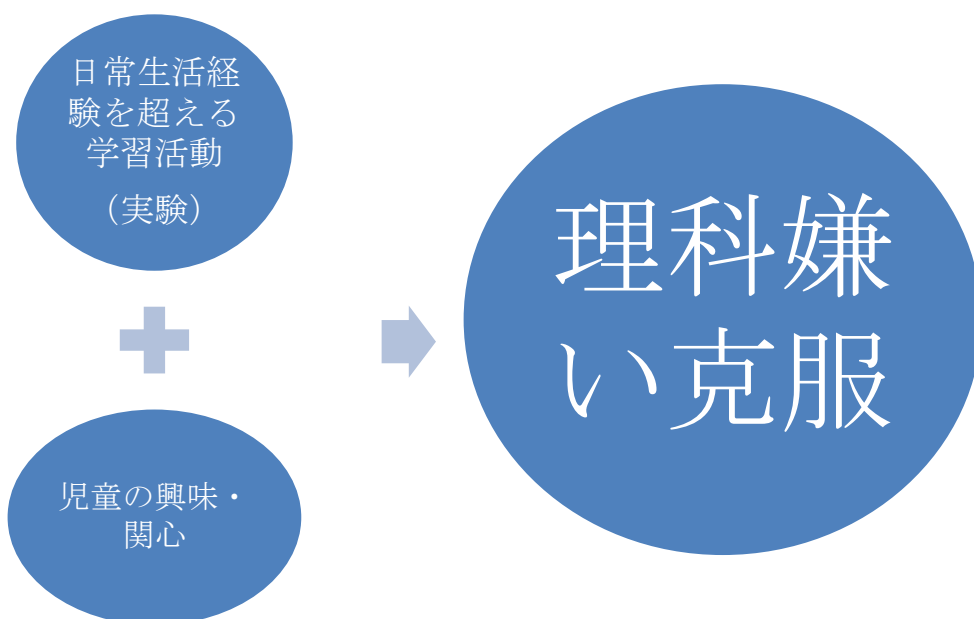 日常生活経
験を超える
学習活動
（実験）
児童の興味・
関心
理科嫌
い克服